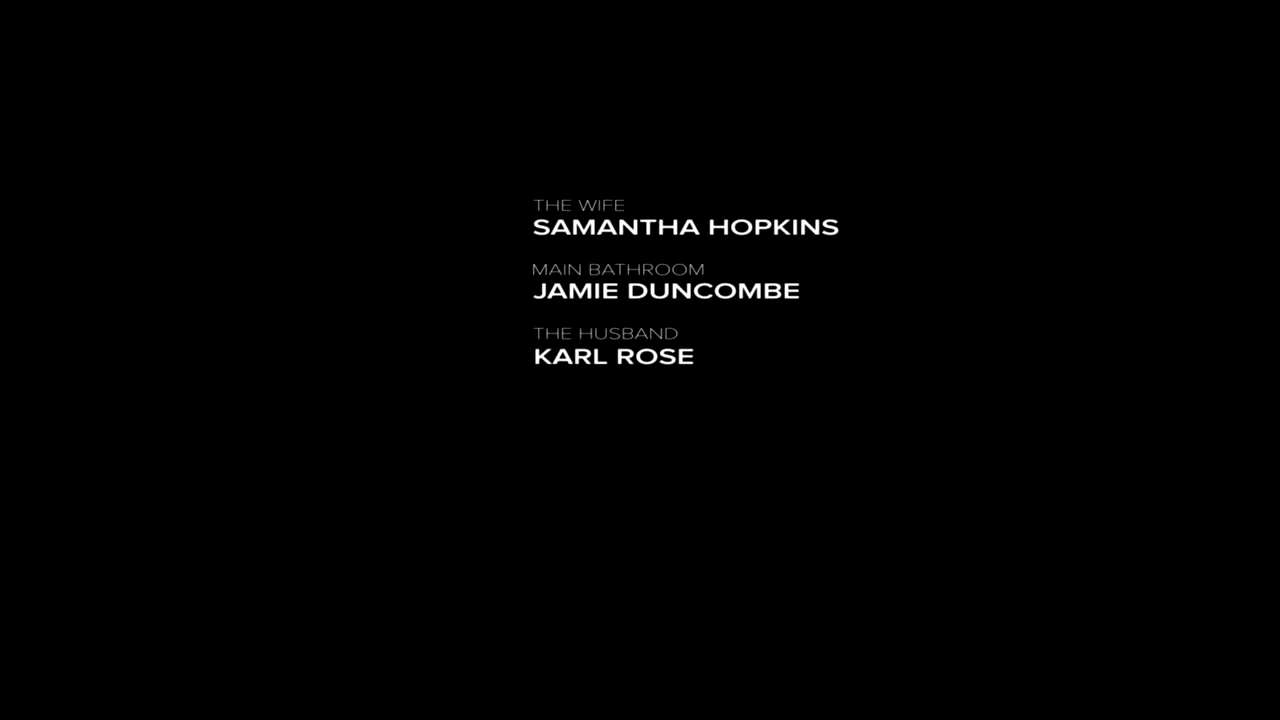 THE WIFE
SAMANTHA HOPKINS
MAIN BATHROOM
JAMIE DUNCOMBE
THE HUSBAND
KARL ROSE